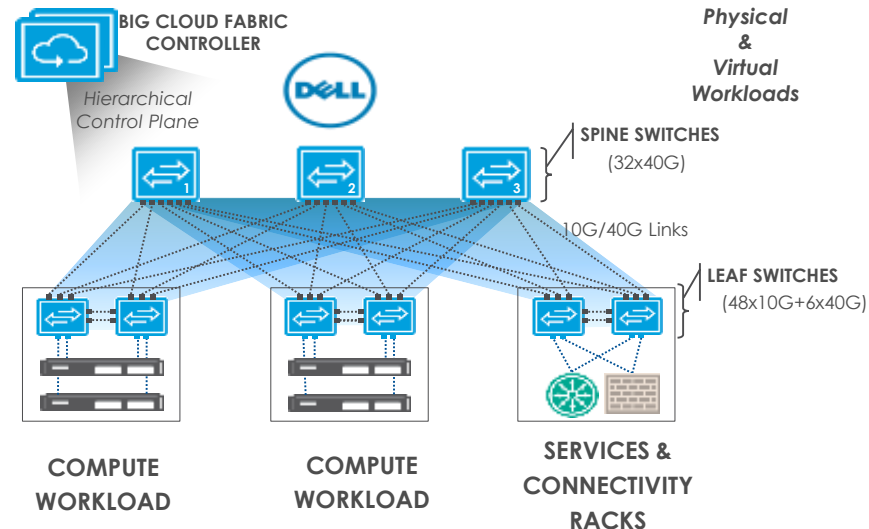 BIG CLOUD FABRIC
CONTROLLER
Physical
&
Virtual
Workloads
DELL
Hierarchical
Control Plane
SPINE SWITCHES
(32x40G)
1
2
3
10G/40G Links
LEAF SWITCHES
(48x10G+6x40G)
COMPUTE
WORKLOAD
COMPUTE
WORKLOAD
SERVICES &
CONNECTIVITY
RACKS